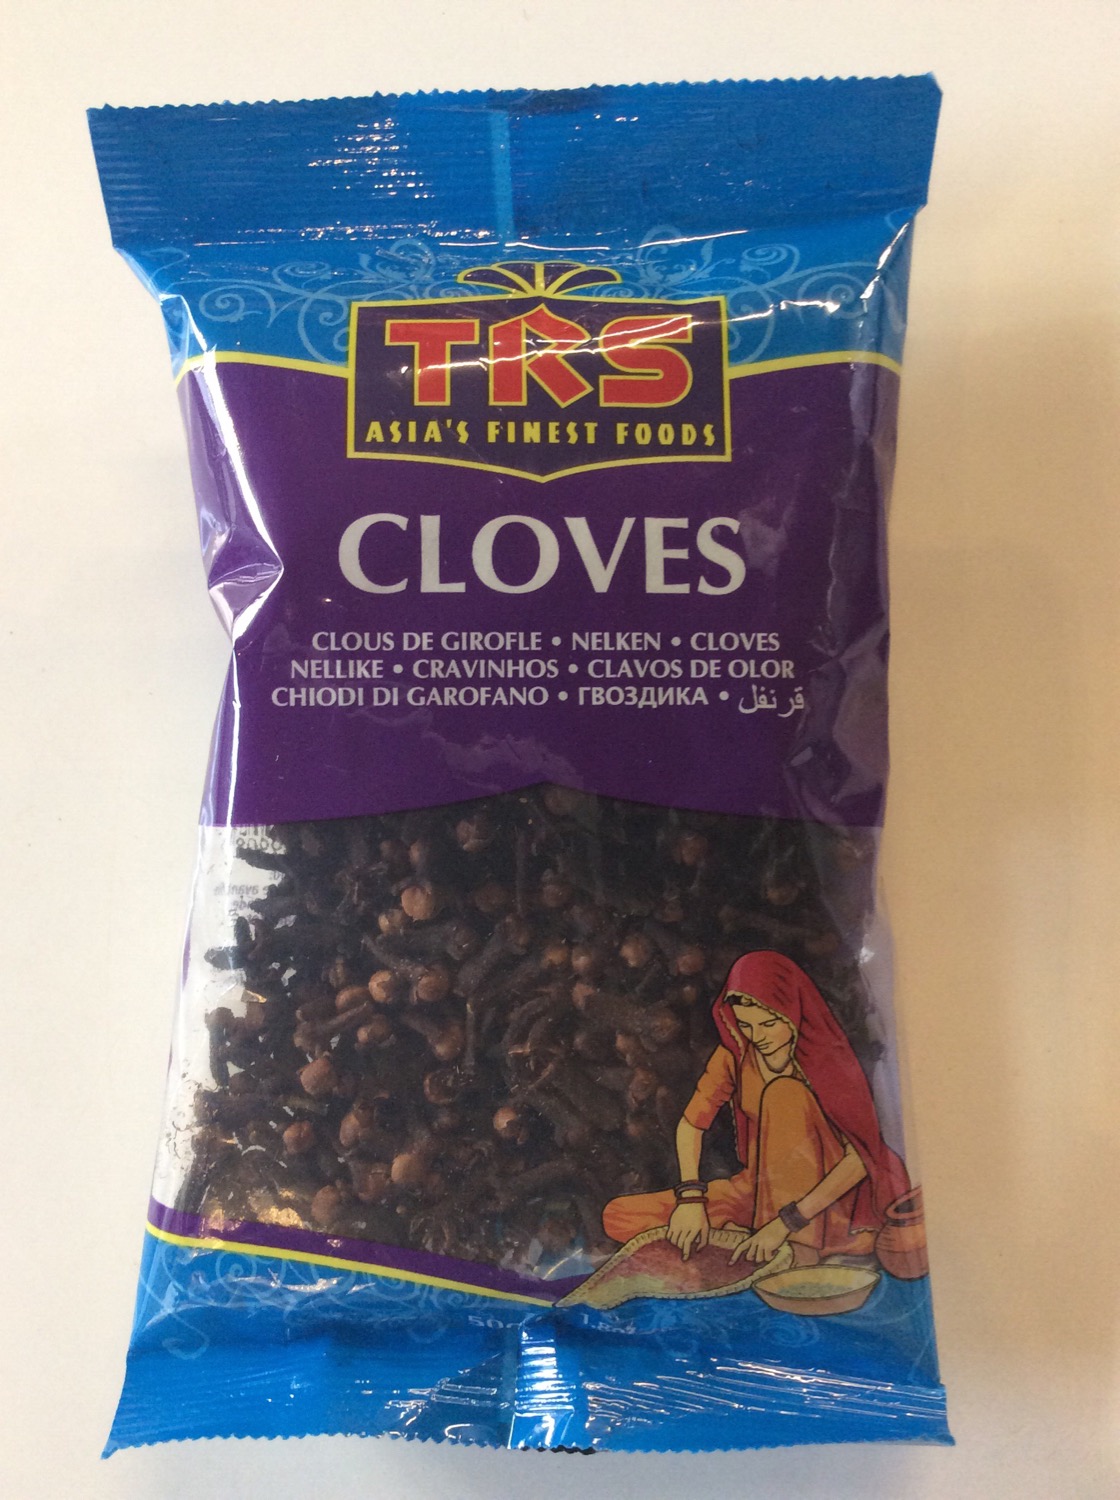 TRS
ASIA'S FINEST FOODS
CLOVES
CLOUS DE GIROFLE • NELKEN • CLOVES
NELLIKE • CRAVINHOS • CLAVOS DE OLOR
CHIODI DI GAROFANO • ГВОЗДИКА • قرنفل